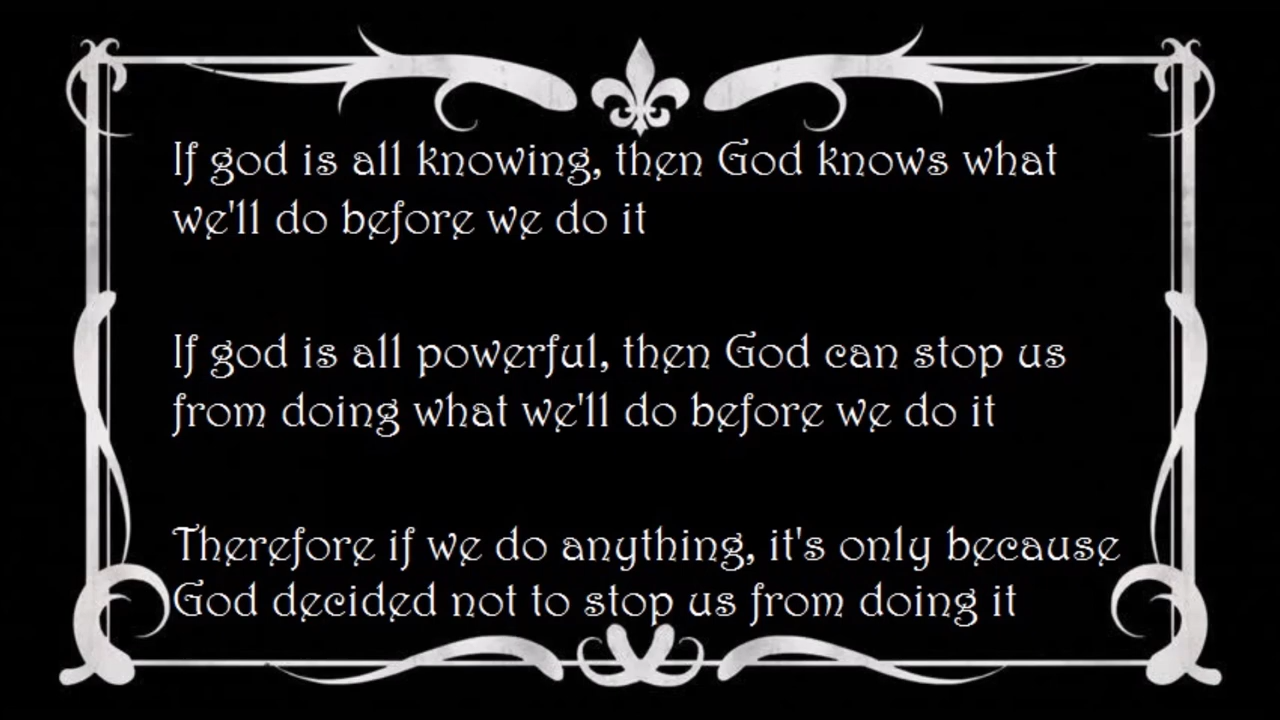 If god is all knowing, then God knows what
we'll do before we do it
If god is all powerful, then God can stop us
from doing what we'll do before we do it
Therefore if we do anything, it's only because
God decided not to stop us from doing it